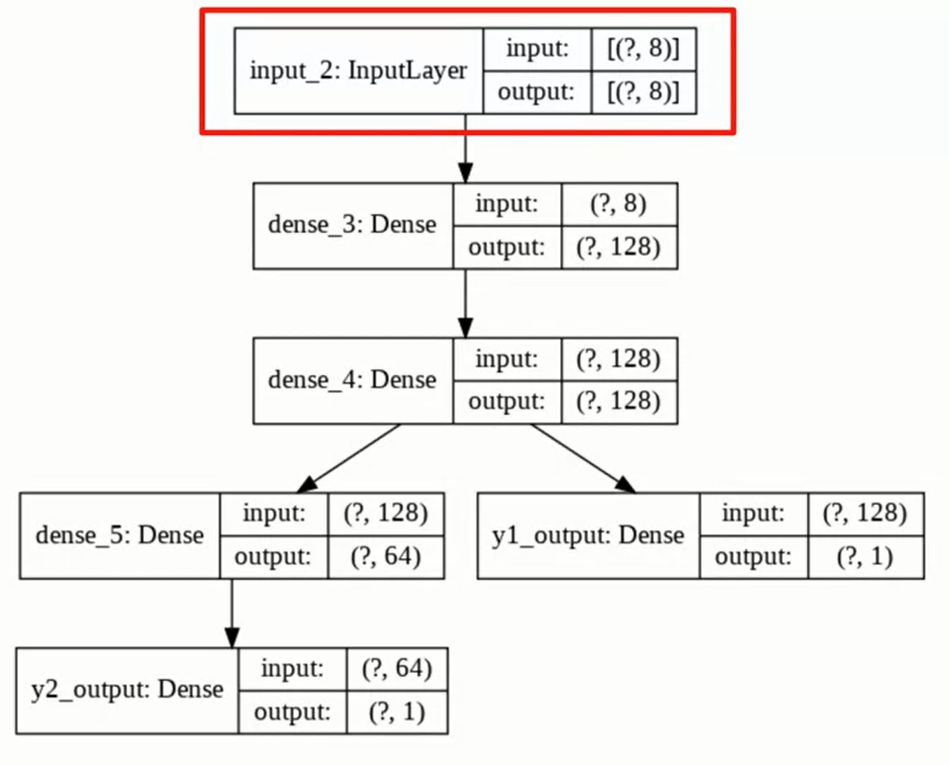 input_2: InputLayer
input: [(?, 8)]
output: [(?, 8)]
dense_3: Dense
input: (?, 8)
output: (?, 128)
dense_4: Dense
input: (?, 128)
output: (?, 128)
dense_5: Dense
input: (?, 128)
output: (?, 64)
y1_output: Dense
input: (?, 128)
output: (?, 1)
y2_output: Dense
input: (?, 64)
output: (?, 1)